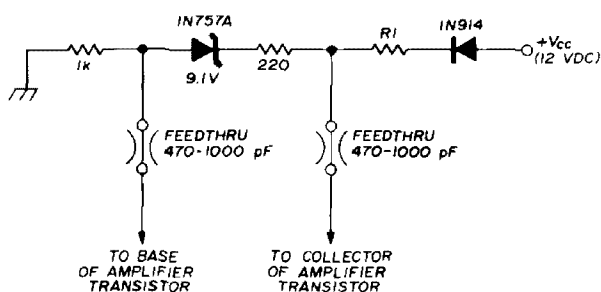 1N757A
1k
9.1V
220
R1
1N914
+Vcc
(12 VDC)
FEEDTHRU
470-1000 pF
FEEDTHRU
470-1000 pF
TO BASE
OF AMPLIFIER
TRANSISTOR
TO COLLECTOR
OF AMPLIFIER
TRANSISTOR